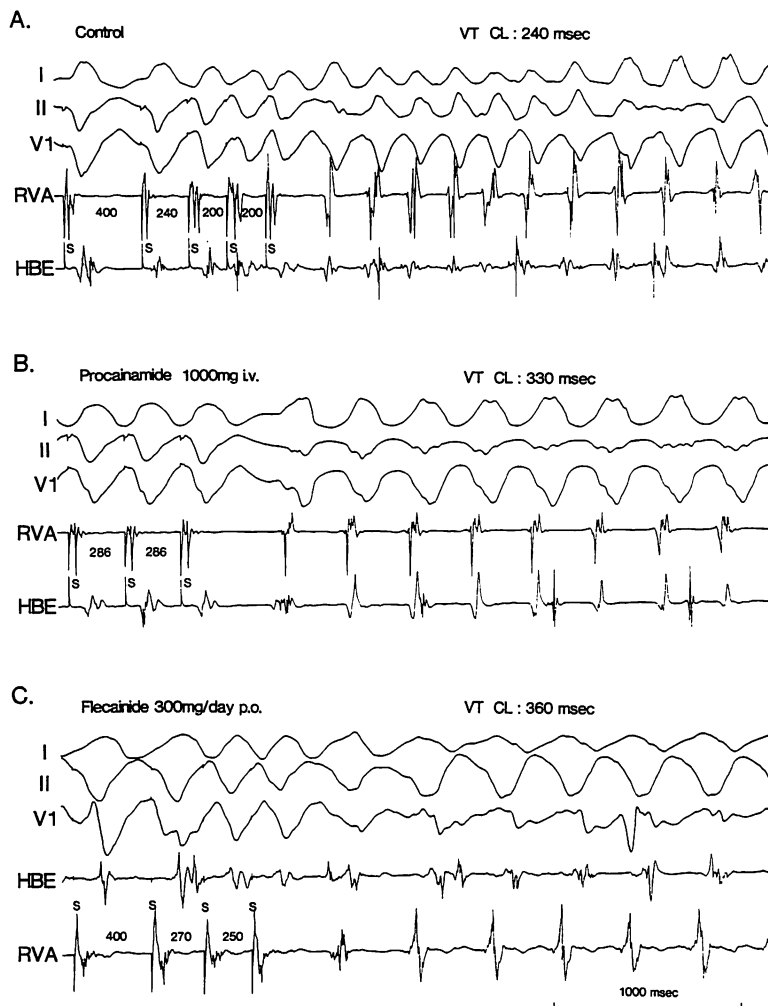 A.
Control VT CL : 240 msec
I
II
V1
RVA
400 240 200 200
S S S S S
HBE
B.
Procainamide 1000mg i.v. VT CL : 330 msec
I
II
V1
RVA
286 286
S S S
HBE
C.
Flecainide 300mg/day p.o. VT CL : 360 msec
I
II
V1
HBE
S S S S
400 270 250
RVA
1000 msec